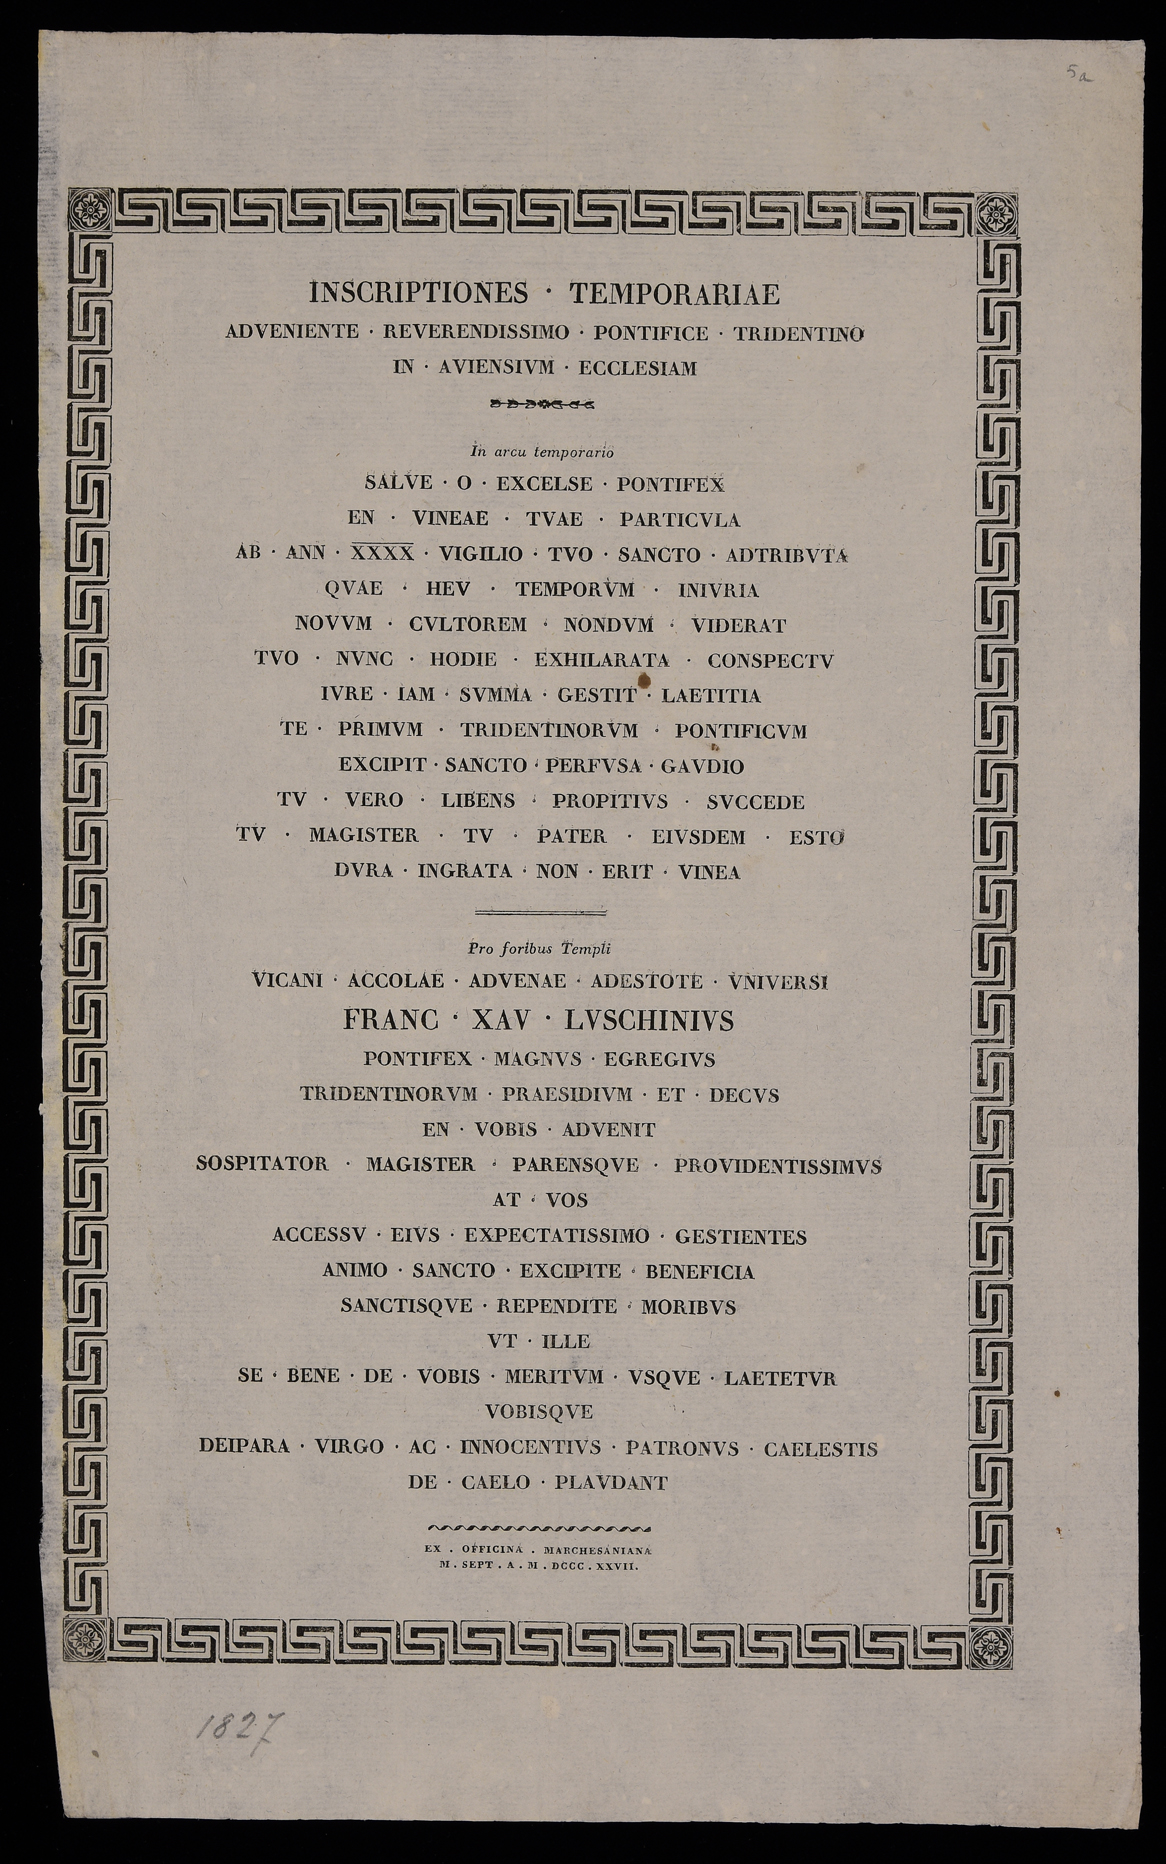 5a
INSCRIPTIONES · TEMPORARIAE
ADVENIENTE · REVERENDISSIMO · PONTIFICE · TRIDENTINO
IN · AVIENSIVM · ECCLESIAM
In arcu temporario
SALVE · O · EXCELSE · PONTIFEX
EN · VINEAE · TVAE · PARTICVLA
AB · ANN · X̅X̅X̅X̅ · VIGILIO · TVO · SANCTO · ADTRIBVTA
QVAE · HEV · TEMPORVM · INIVRIA
NOVVM · CVLTOREM · NONDVM · VIDERAT
TVO · NVNC · HODIE · EXHILARATA · CONSPECTV
IVRE · IAM · SVMMA · GESTIT · LAETITIA
TE · PRIMVM · TRIDENTINORVM · PONTIFICVM
EXCIPIT · SANCTO · PERFVSA · GAVDIO
TV · VERO · LIBENS · PROPITIVS · SVCCEDE
TV · MAGISTER · TV · PATER · EIVSDEM · ESTO
DVRA · INGRATA · NON · ERIT · VINEA
Pro foribus Templi
VICANI · ACCOLAE · ADVENAE · ADESTOTE · VNIVERSI
FRANC · XAV · LVSCHINIVS
PONTIFEX · MAGNVS · EGREGIVS
TRIDENTINORVM · PRAESIDIVM · ET · DECVS
EN · VOBIS · ADVENIT
SOSPITATOR · MAGISTER · PARENSQVE · PROVIDENTISSIMVS
AT · VOS
ACCESSV · EIVS · EXPECTATISSIMO · GESTIENTES
ANIMO · SANCTO · EXCIPITE · BENEFICIA
SANCTISQVE · REPENDITE · MORIBVS
VT · ILLE
SE · BENE · DE · VOBIS · MERITVM · VSQVE · LAETETVR
VOBISQVE
DEIPARA · VIRGO · AC · INNOCENTIVS · PATRONVS · CAELESTIS
DE · CAELO · PLAVDANT
EX . OFFICINA . MARCHESANIANA
M . SEPT . A . M . DCCC . XXVII.
1827